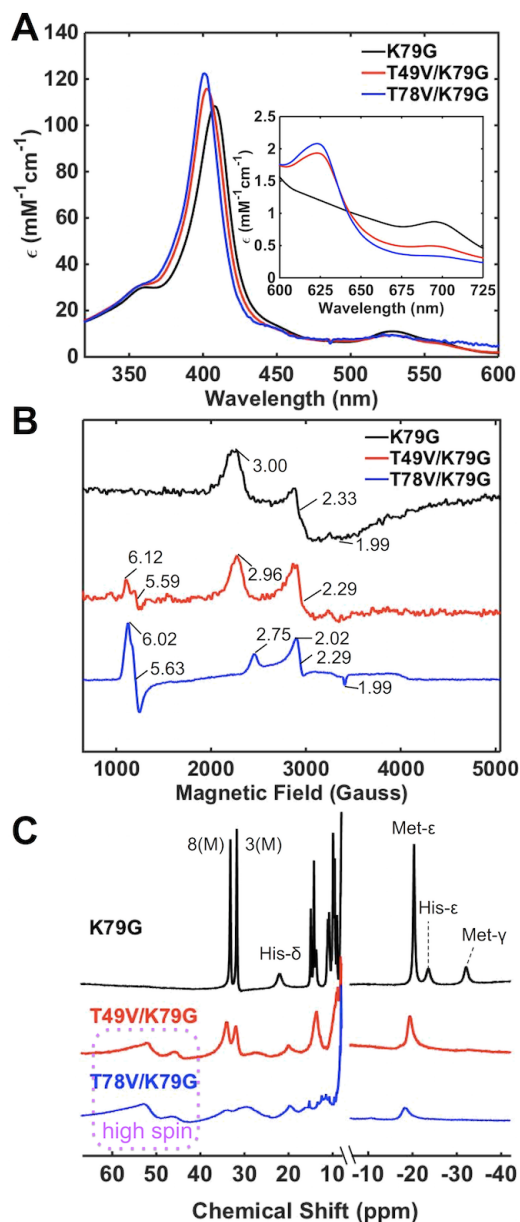 A
K79G
T49V/K79G
T78V/K79G
ϵ (mM⁻¹cm⁻¹)
140
120
100
80
60
40
20
0
350 400 450 500 550 600
Wavelength (nm)
ϵ (mM⁻¹cm⁻¹)
2.5
2
1.5
1
0.5
0
600 625 650 675 700 725
Wavelength (nm)
B
K79G
T49V/K79G
T78V/K79G
3.00
2.33
1.99
6.12
5.59
2.96
2.29
6.02
5.63
2.75
2.02
2.29
1.99
1000 2000 3000 4000 5000
Magnetic Field (Gauss)
C
8(M)
3(M)
Met-ε
His-ε
Met-γ
His-δ
K79G
T49V/K79G
T78V/K79G
high spin
60 50 40 30 20 10 -10 -20 -30 -40
Chemical Shift (ppm)